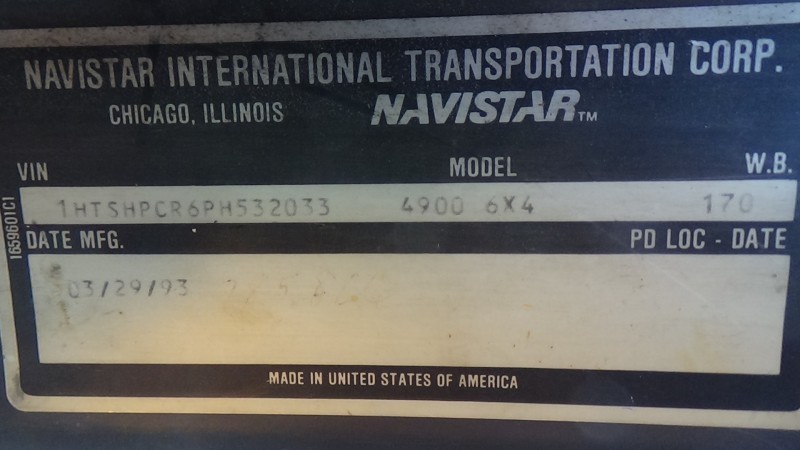 NAVISTAR INTERNATIONAL TRANSPORTATION CORP.
CHICAGO, ILLINOIS NAVISTAR™
VIN MODEL W.B.
1HTSHPCR6PH532033 4900 6X4 170
DATE MFG. PD LOC - DATE
03/29/93
MADE IN UNITED STATES OF AMERICA
1659601C1